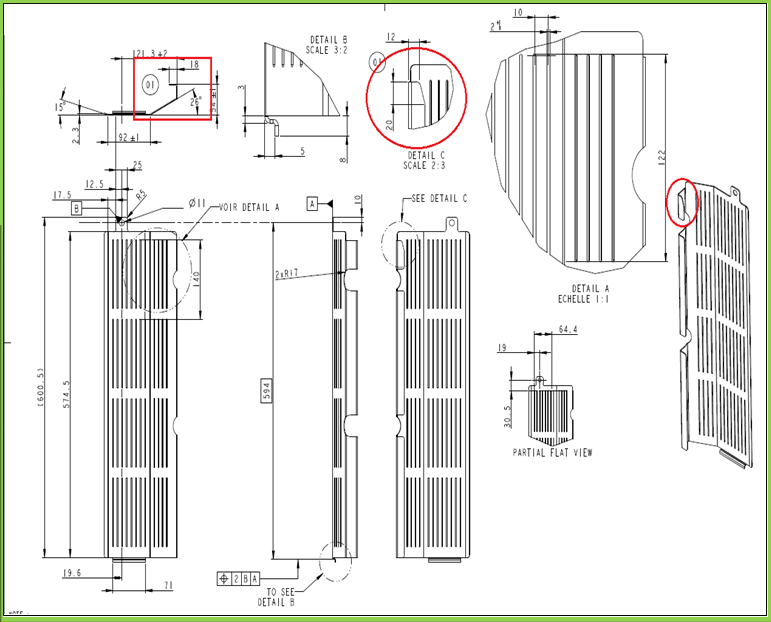 121.3 ±2
18
01
15°
26°
54 ±1
2.3
92 ±1
DETAIL B
SCALE 3:2
3
5
8
12
01
20
DETAIL C
SCALE 2:3
10
2
122
DETAIL A
ECHELLE 1:1
25
12.5
17.5
R5
B
Ø11
VOIR DETAIL A
140
(600.5)
574.5
19.6
71
A
10
2xR17
594
2 B A
TO SEE
DETAIL B
SEE DETAIL C
64.4
19
30.5
PARTIAL FLAT VIEW